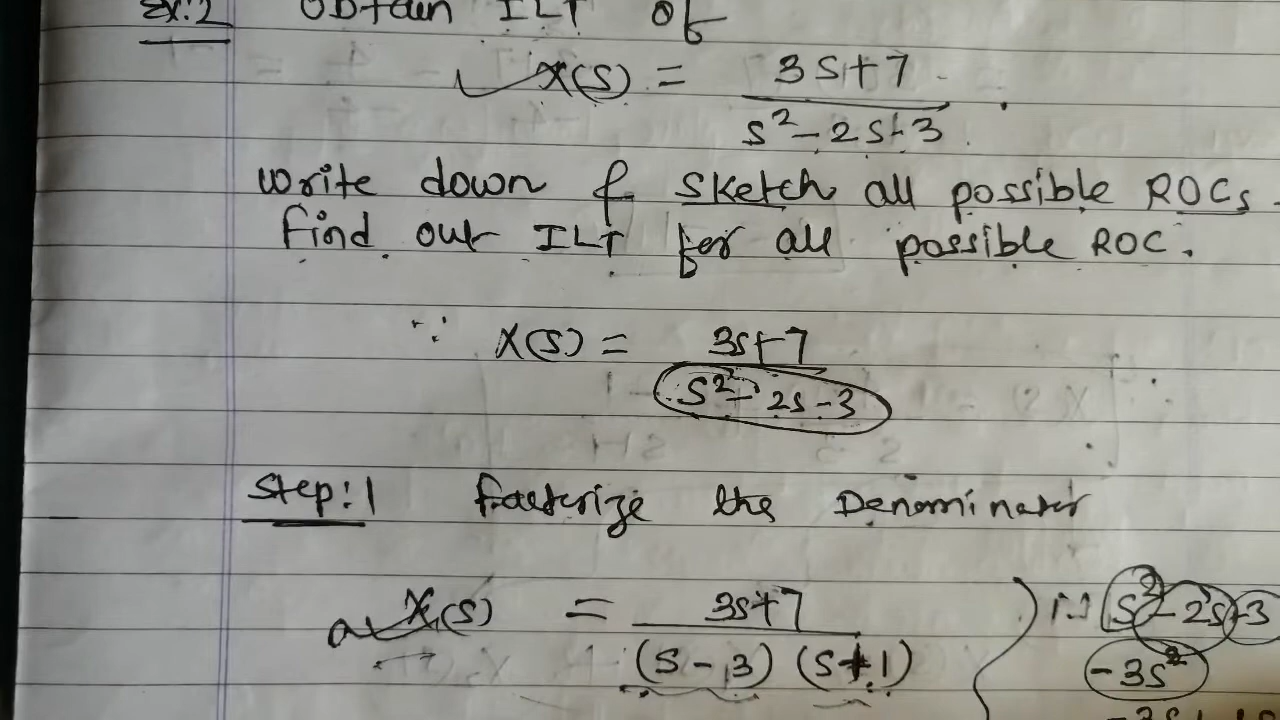 Ex:2 Obtain ILT of
X(S) = 3S+7 / S² - 2S - 3 .
Write down & Sketch all possible ROCs.
Find out ILT for all possible ROC.
∵ X(S) = 3S+7 / S² - 2S - 3
Step:1 Facterize the Denominator
X(S) = 3S+7 / (S-3) (S+1)
S² - 2S - 3
-3S²